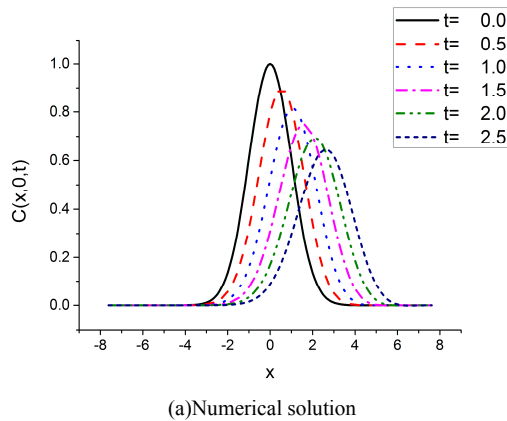 t= 0.0
t= 0.5
t= 1.0
t= 1.5
t= 2.0
t= 2.5
1.0
0.8
0.6
0.4
0.2
0.0
C(x,0,t)
-8 -6 -4 -2 0 2 4 6 8
x
(a)Numerical solution